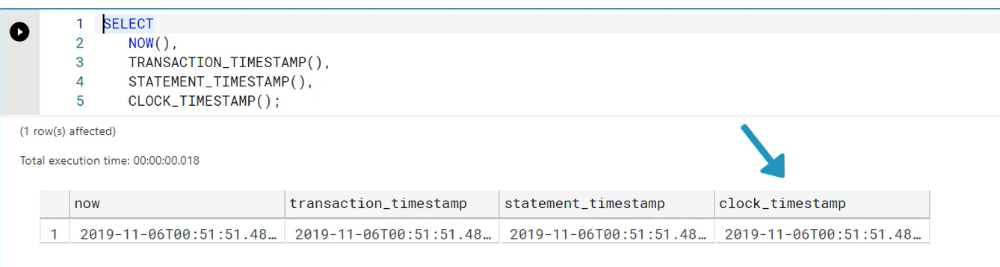 1 SELECT
2 NOW(),
3 TRANSACTION_TIMESTAMP(),
4 STATEMENT_TIMESTAMP(),
5 CLOCK_TIMESTAMP();
(1 row(s) affected)
Total execution time: 00:00:00.018
now transaction_timestamp statement_timestamp clock_timestamp
1 2019-11-06T00:51:51.48… 2019-11-06T00:51:51.48… 2019-11-06T00:51:51.48… 2019-11-06T00:51:51.48…